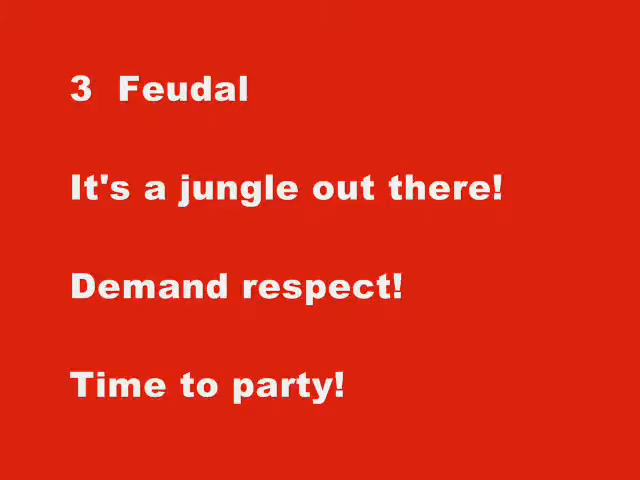 3  Feudal
It's a jungle out there!
Demand respect!
Time to party!